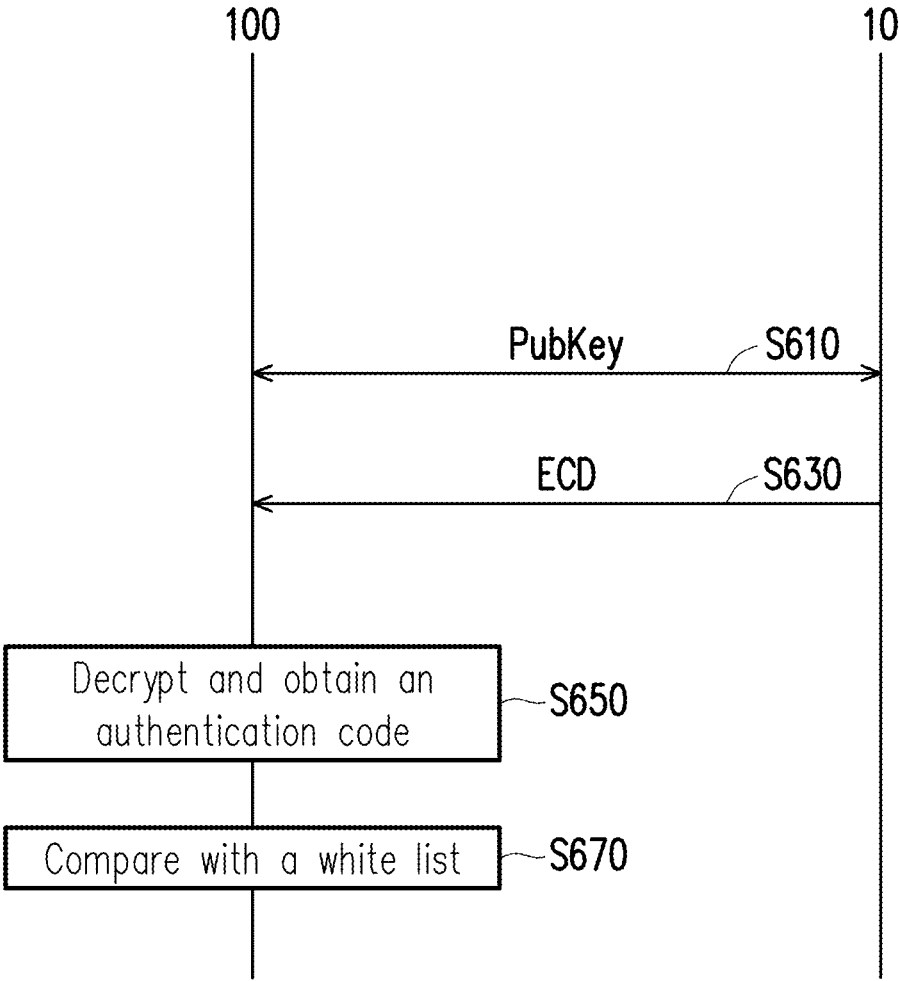 100
10
PubKey
S610
ECD
S630
Decrypt and obtain an
authentication code
S650
Compare with a white list
S670